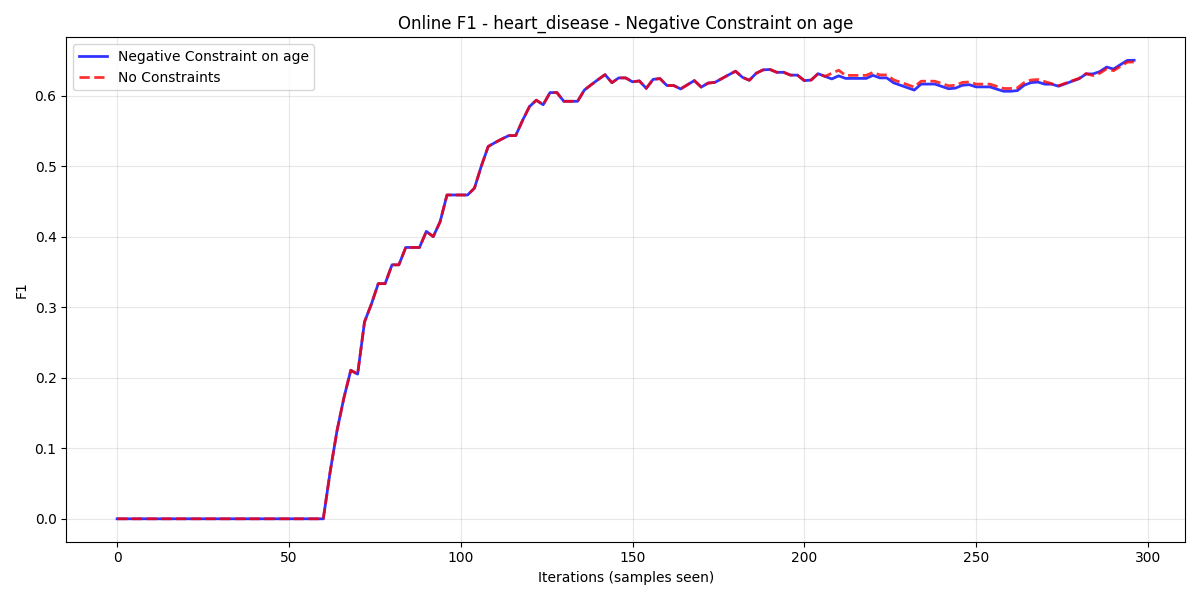 Online F1 - heart_disease - Negative Constraint on age
Negative Constraint on age
No Constraints
F1
0.6
0.5
0.4
0.3
0.2
0.1
0.0
0 50 100 150 200 250 300
Iterations (samples seen)